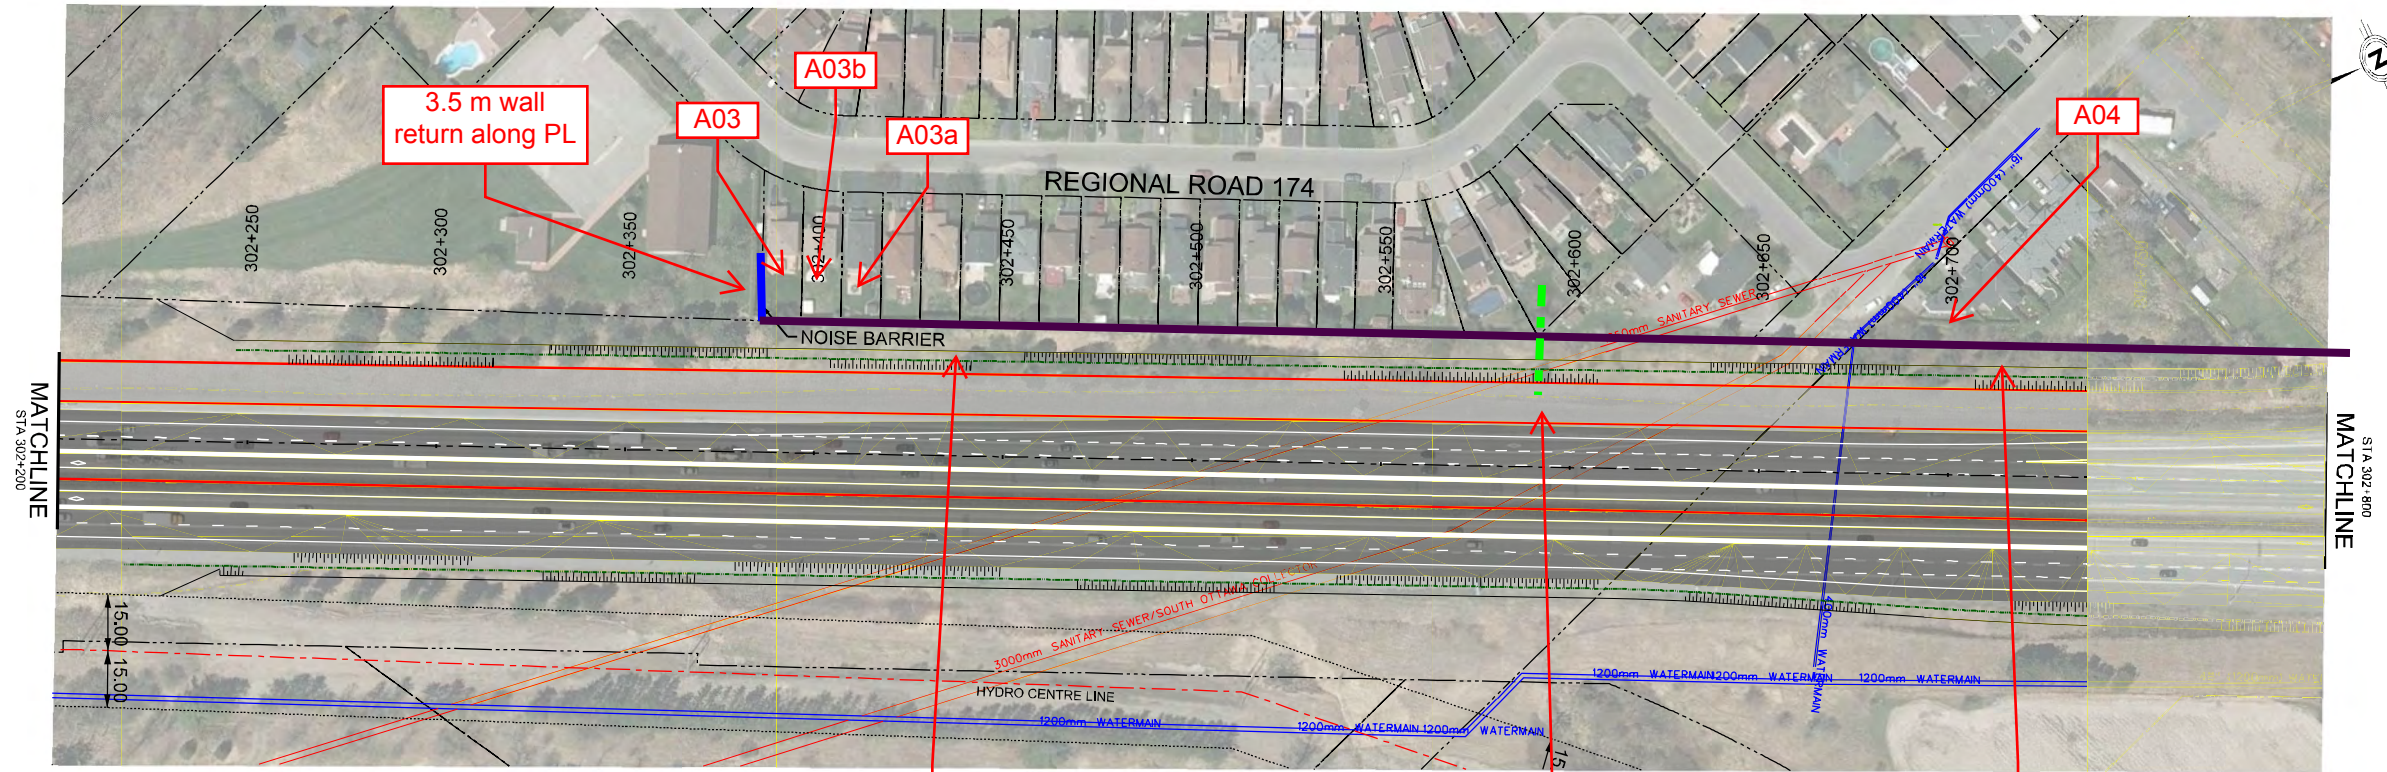 A03b
3.5 m wall
return along PL
A03
A03a
A04
N
REGIONAL ROAD 174
16" (400mm) WATERMAIN
302+250
302+300
302+350
302+400
302+450
302+500
302+550
302+600
302+650
302+700
SANITARY SEWER
NOISE BARRIER
WATERMAIN
MATCHLINE
STA 302+200
MATCHLINE
STA 302+800
3000mm SANITARY SEWER/SOUTH OTTAWA COLLECTOR
400mm WATERMAIN
15.00
15.00
HYDRO CENTRE LINE
1200mm WATERMAIN
1200mm WATERMAIN
1200mm WATERMAIN
1200mm WATERMAIN
1200mm WATERMAIN
1200mm WATERMAIN
15